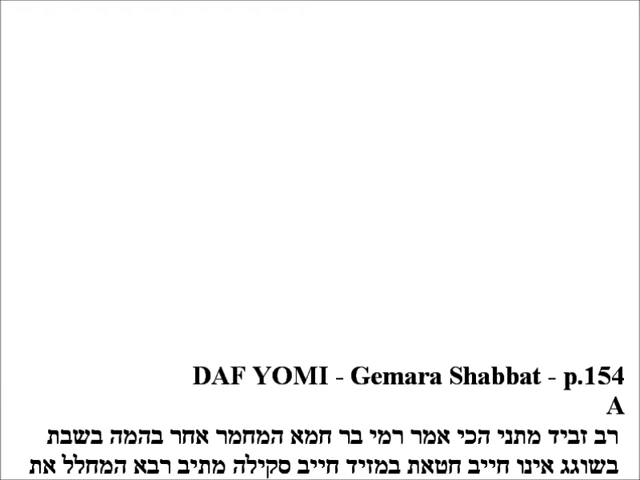 DAF YOMI - Gemara Shabbat - p.154
A
רב זביד מתני הכי אמר רמי בר חמא המחמר אחר בהמה בשבת
בשוגג אינו חייב חטאת במזיד חייב סקילה מתיב רבא המחלל את